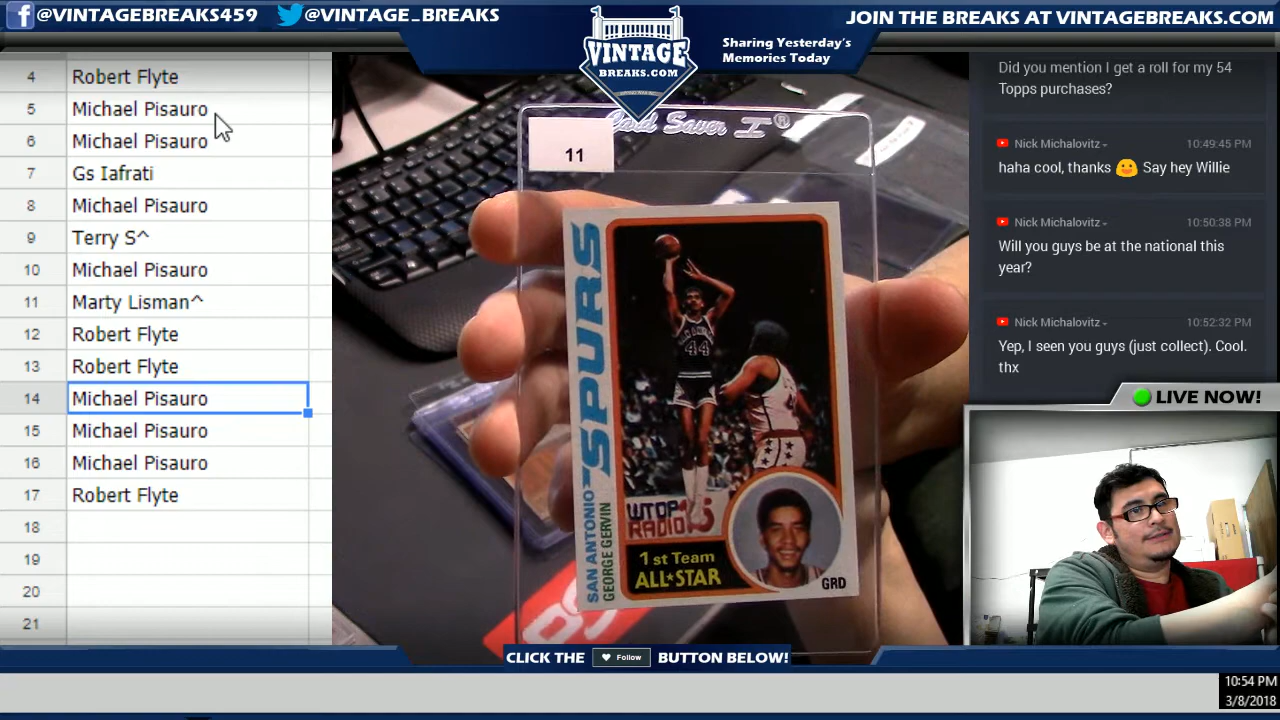 @VINTAGEBREAKS459
@VINTAGE_BREAKS
VINTAGE
BREAKS.COM
Sharing Yesterday's
Memories Today
JOIN THE BREAKS AT VINTAGEBREAKS.COM
4 Robert Flyte
5 Michael Pisauro
6 Michael Pisauro
7 Gs Iafrati
8 Michael Pisauro
9 Terry S^
10 Michael Pisauro
11 Marty Lisman^
12 Robert Flyte
13 Robert Flyte
14 Michael Pisauro
15 Michael Pisauro
16 Michael Pisauro
17 Robert Flyte
18
19
20
21
Card Saver I®
11
SAN ANTONIO SPURS
GEORGE GERVIN
44
WTOP
RADIO 15
1st Team
ALL★STAR
GRD
Did you mention I get a roll for my 54
Topps purchases?
Nick Michalovitz 10:49:45 PM
haha cool, thanks Say hey Willie
Nick Michalovitz 10:50:38 PM
Will you guys be at the national this
year?
Nick Michalovitz 10:52:32 PM
Yep, I seen you guys (just collect). Cool.
thx
LIVE NOW!
CLICK THE Follow BUTTON BELOW!
10:54 PM
3/8/2018